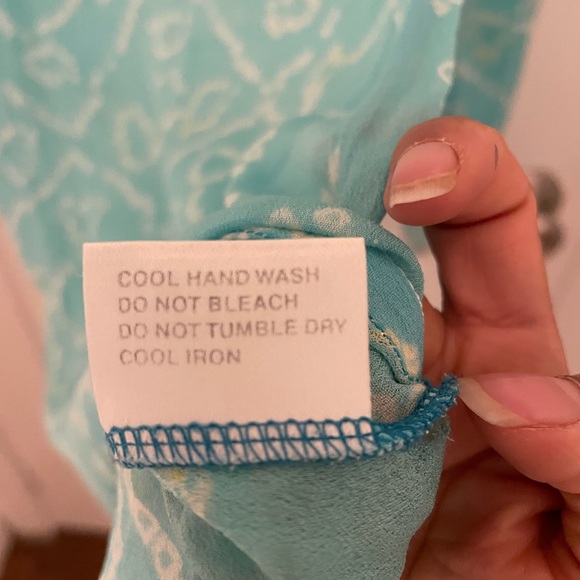 COOL HAND WASH
DO NOT BLEACH
DO NOT TUMBLE DRY
COOL IRON